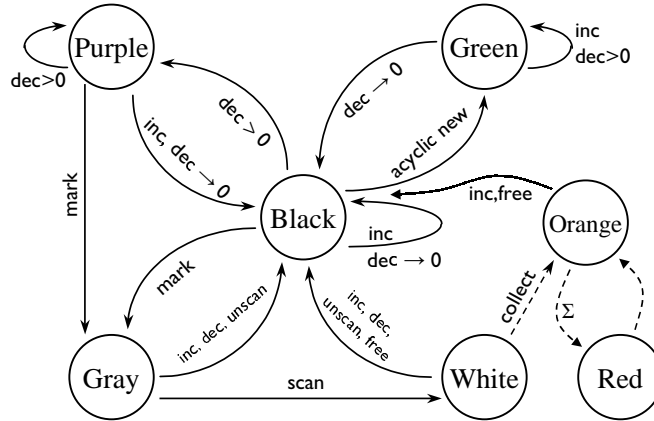 Purple
Green
inc
dec>0
dec>0
dec → 0
dec > 0
inc, dec → 0
acyclic new
mark
inc,free
Black
Orange
inc
dec → 0
mark
inc, dec, unscan
inc, dec,
unscan, free
collect
Σ
Gray
scan
White
Red